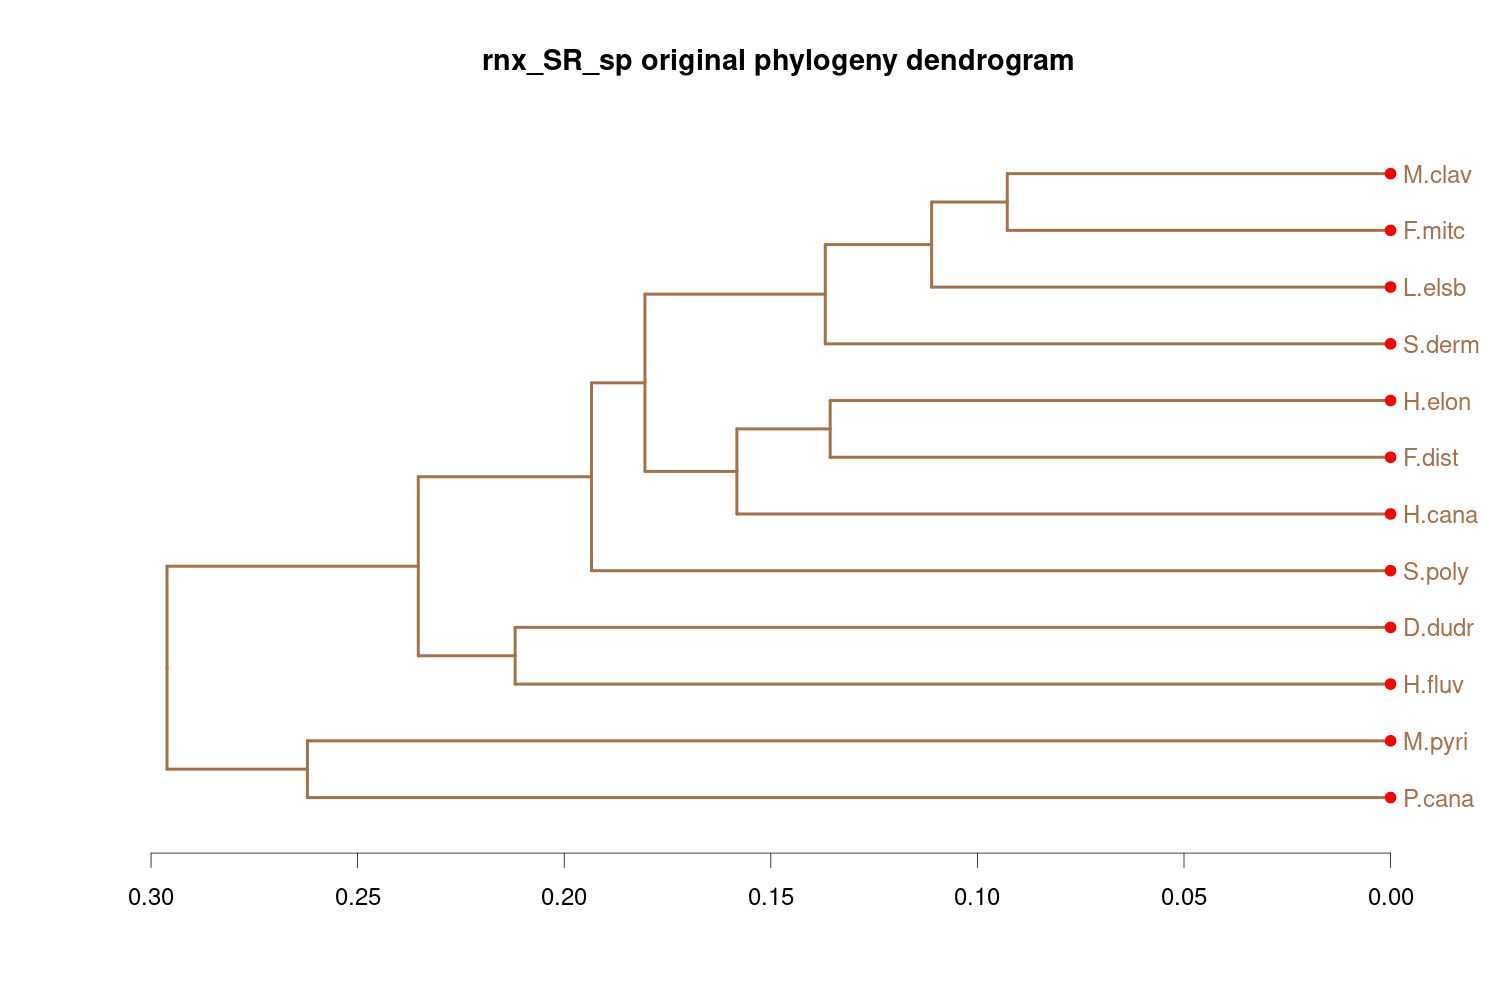 rnx_SR_sp original phylogeny dendrogram
M.clav
F.mitc
L.elsb
S.derm
H.elon
F.dist
H.cana
S.poly
D.dudr
H.fluv
M.pyri
P.cana
0.30 0.25 0.20 0.15 0.10 0.05 0.00